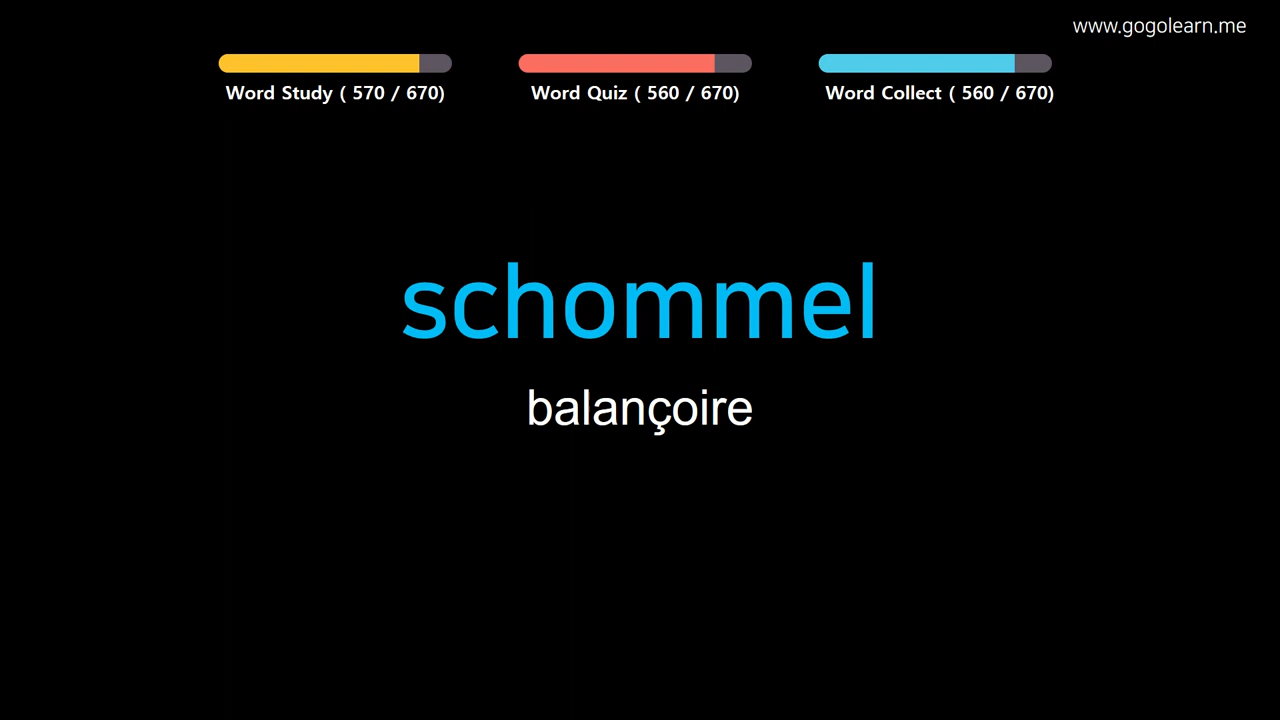 www.gogolearn.me
Word Study ( 570 / 670)
Word Quiz ( 560 / 670)
Word Collect ( 560 / 670)
schommel
balançoire